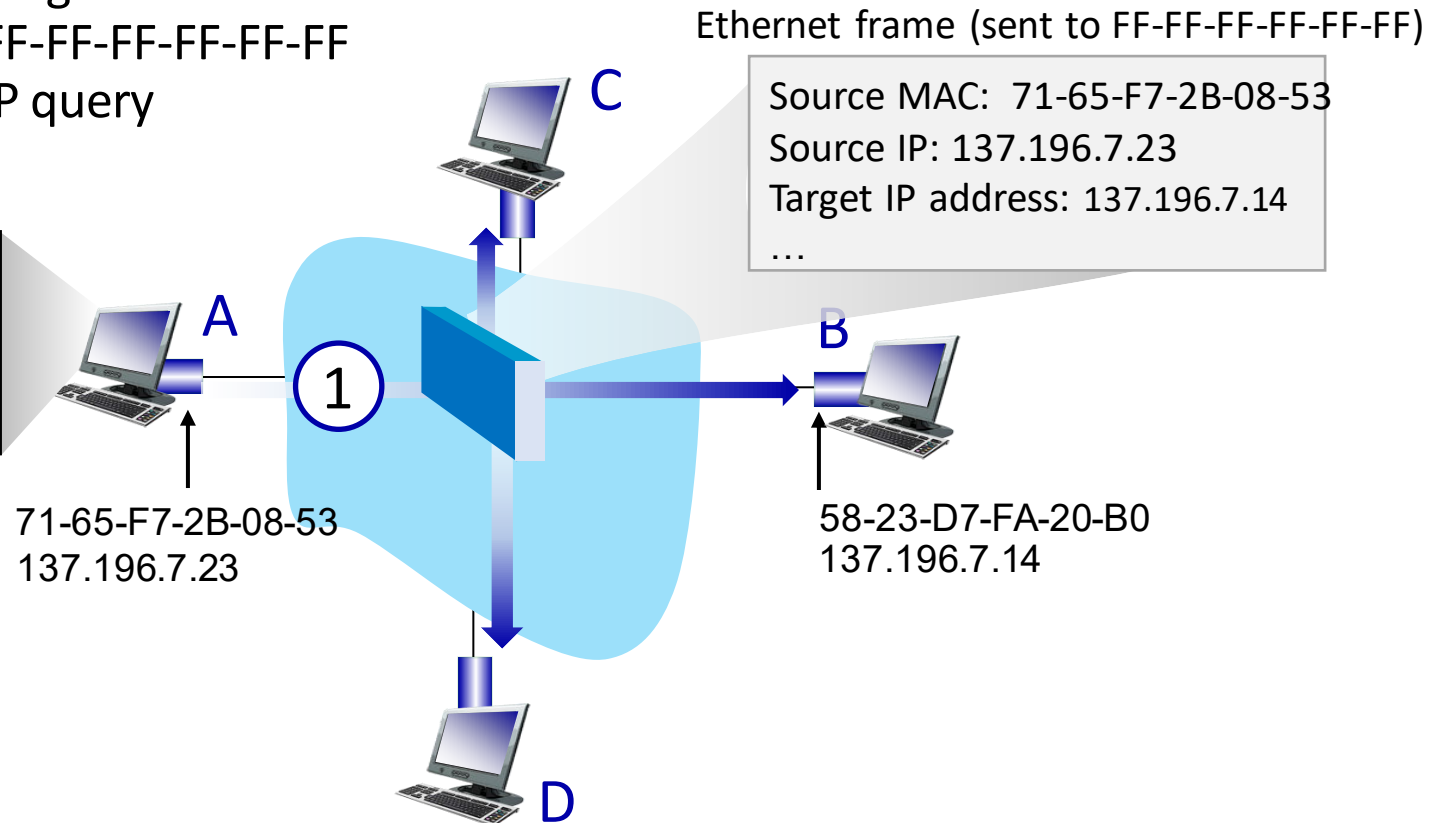 FF-FF-FF-FF-FF-FF
P query
Ethernet frame (sent to FF-FF-FF-FF-FF-FF)
Source MAC: 71-65-F7-2B-08-53
Source IP: 137.196.7.23
Target IP address: 137.196.7.14
…
C
A
B
1
71-65-F7-2B-08-53
137.196.7.23
58-23-D7-FA-20-B0
137.196.7.14
D